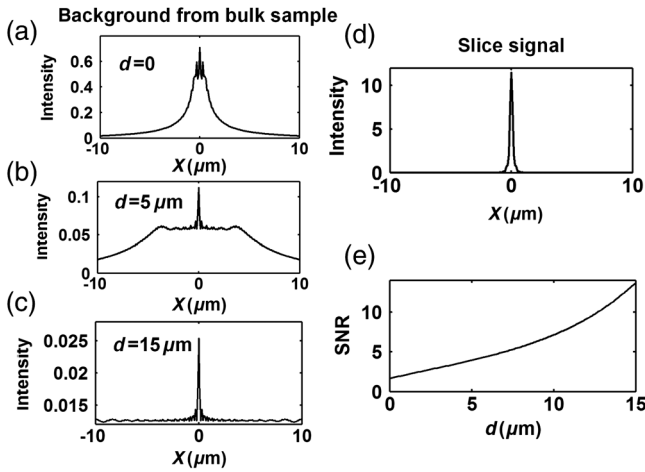 Background from bulk sample
(a)
d=0
Intensity
0.6
0.4
0.2
0
-10
0
10
X(μm)
(b)
d=5 μm
Intensity
0.1
0.05
0
-10
0
10
X(μm)
(c)
d=15 μm
Intensity
0.025
0.02
0.015
-10
0
10
X(μm)
(d)
Slice signal
Intensity
10
5
0
-10
0
10
X(μm)
(e)
SNR
10
5
0
0
5
10
15
d(μm)